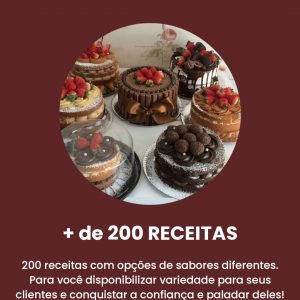 + de 200 RECEITAS
200 receitas com opções de sabores diferentes.
Para você disponibilizar variedade para seus
clientes e conquistar a confiança e paladar deles!